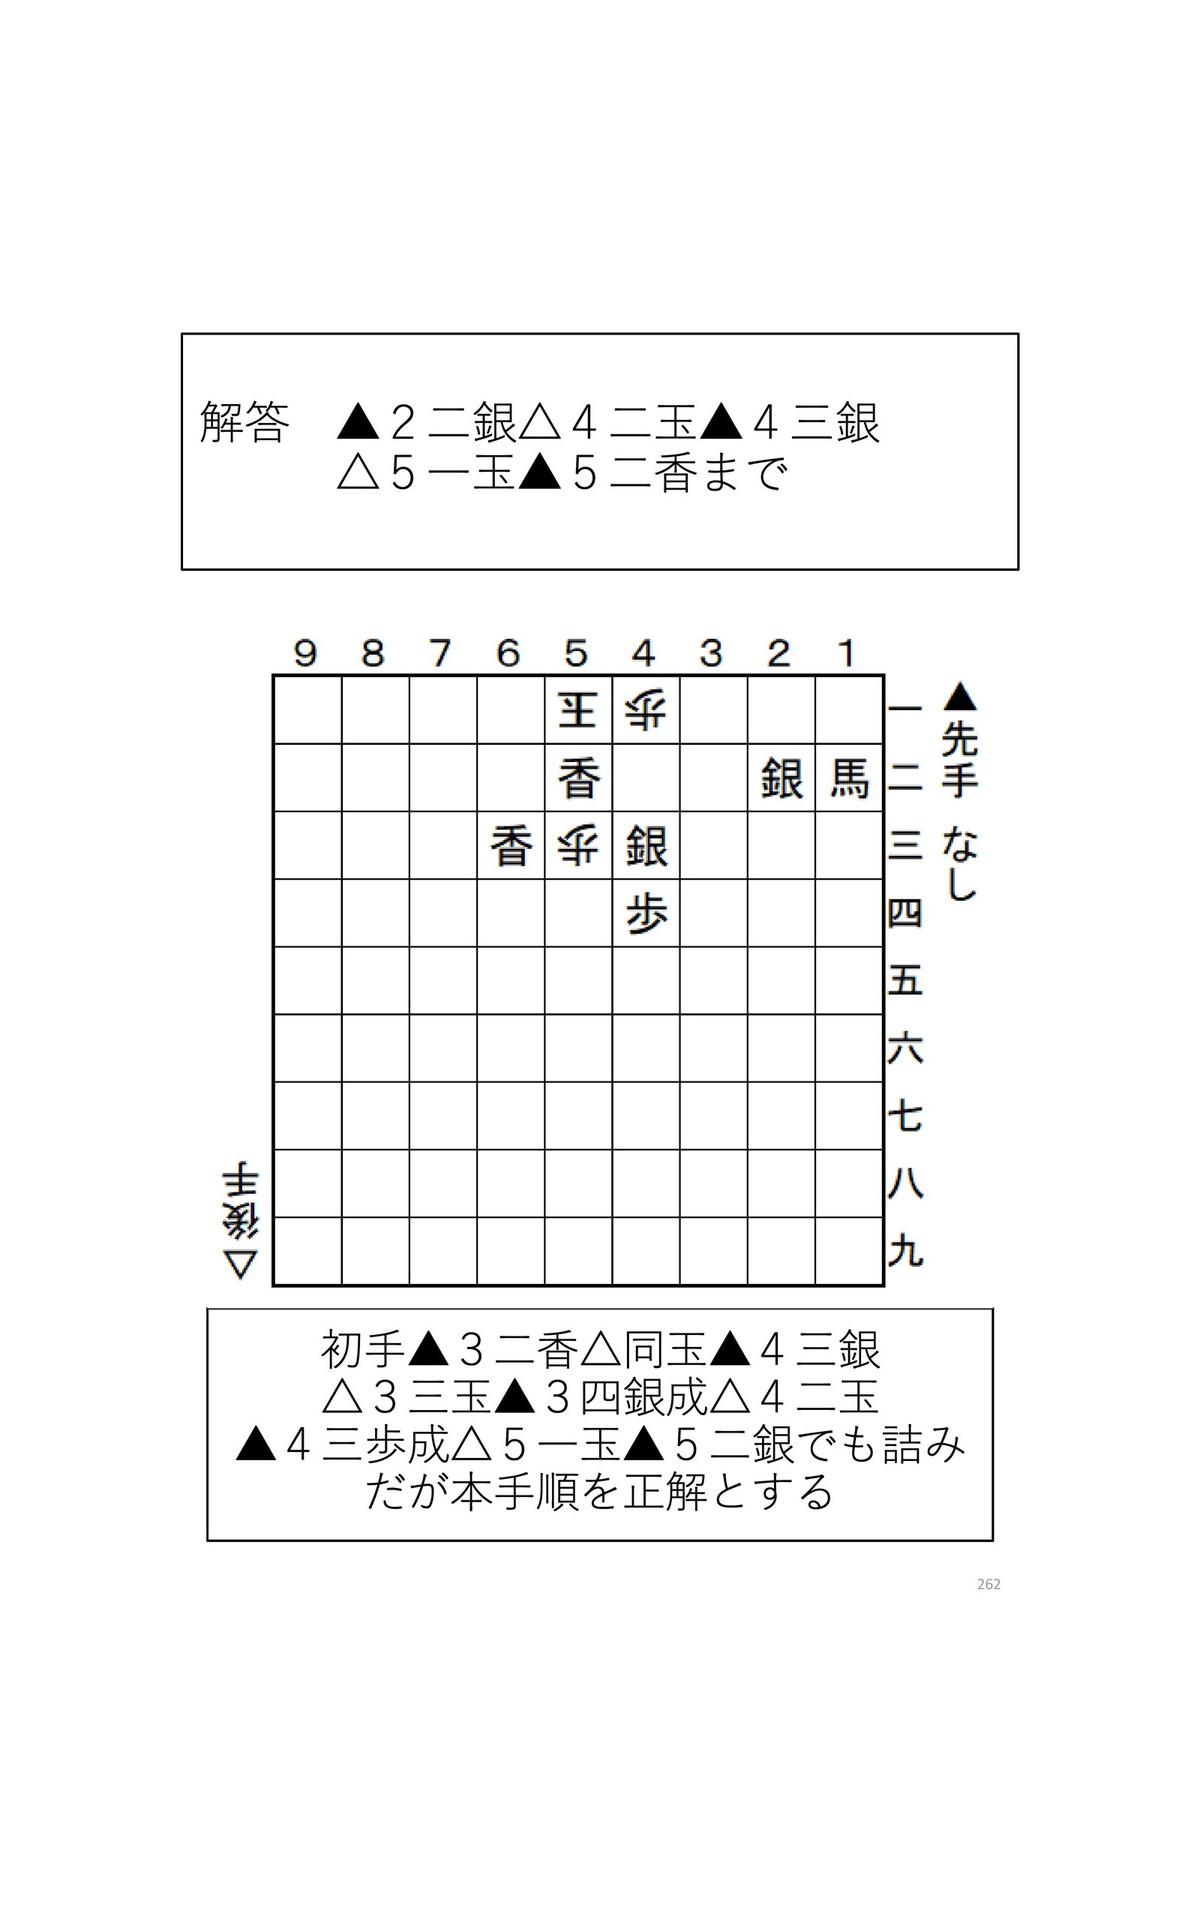 解答　▲２二銀△４二玉▲４三銀
△５一玉▲５二香まで
９ ８ ７ ６ ５ ４ ３ ２ １
王 歩 一
香 銀 馬 二
香 歩 銀 三
歩 四
五
六
七
八
九
▲先手 なし
△後手
初手▲３二香△同玉▲４三銀
△３三玉▲３四銀成△４二玉
▲４三歩成△５一玉▲５二銀でも詰み
だが本手順を正解とする
262